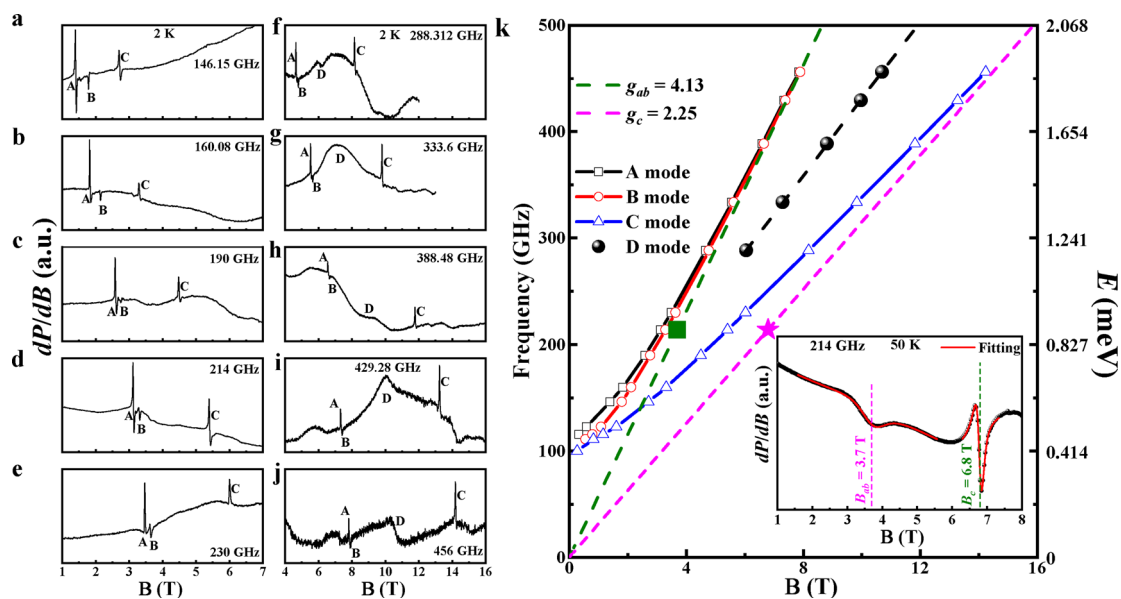 a
2 K
146.15 GHz
A
B
C
b
160.08 GHz
A
B
C
c
190 GHz
A
B
C
d
214 GHz
A
B
C
e
230 GHz
A
B
C
1 2 3 4 5 6 7
B (T)
dP/dB (a.u.)
f
2 K 288.312 GHz
A
B
D
C
g
333.6 GHz
A
B
D
C
h
388.48 GHz
A
B
D
C
i
429.28 GHz
A
B
D
C
j
456 GHz
A
B
D
C
4 6 8 10 12 14 16
B (T)
k
500
400
300
200
100
0
Frequency (GHz)
g_ab = 4.13
g_c = 2.25
A mode
B mode
C mode
D mode
2.068
1.654
1.241
0.827
0.414
0
E (meV)
0 4 8 12 16
B (T)
214 GHz 50 K Fitting
dP/dB (a.u.)
B_ab = 3.7 T
B_c = 6.8 T
1 2 3 4 5 6 7 8
B (T)